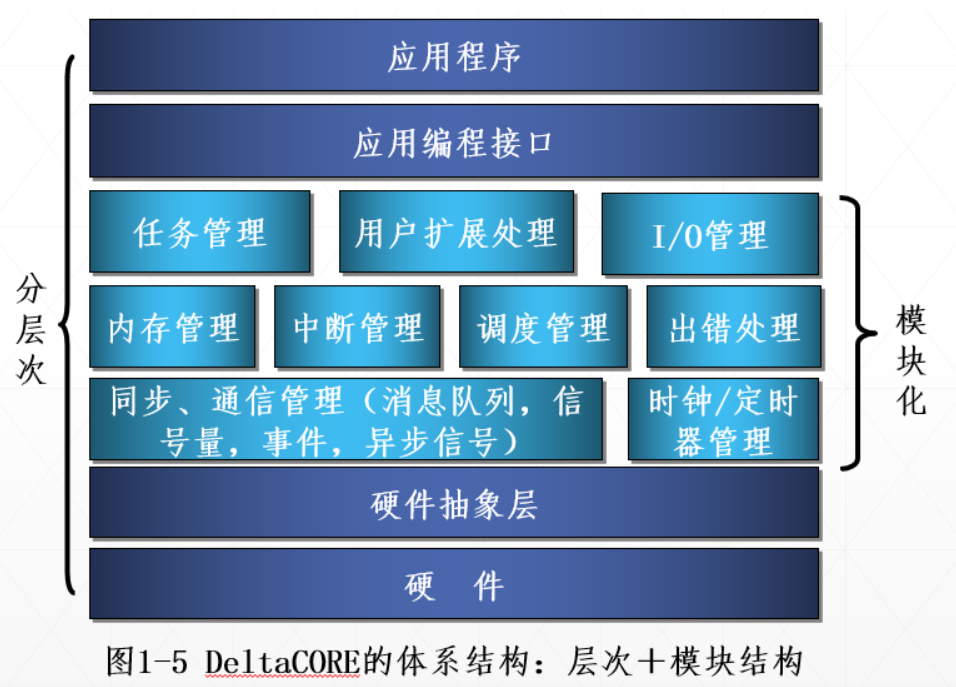 应用程序
应用编程接口
任务管理
用户扩展处理
I/O管理
分层次
内存管理
中断管理
调度管理
出错处理
模块化
同步、通信管理（消息队列，信
号量，事件，异步信号）
时钟/定时
器管理
硬件抽象层
硬 件
图1-5 DeltaCORE的体系结构：层次＋模块结构